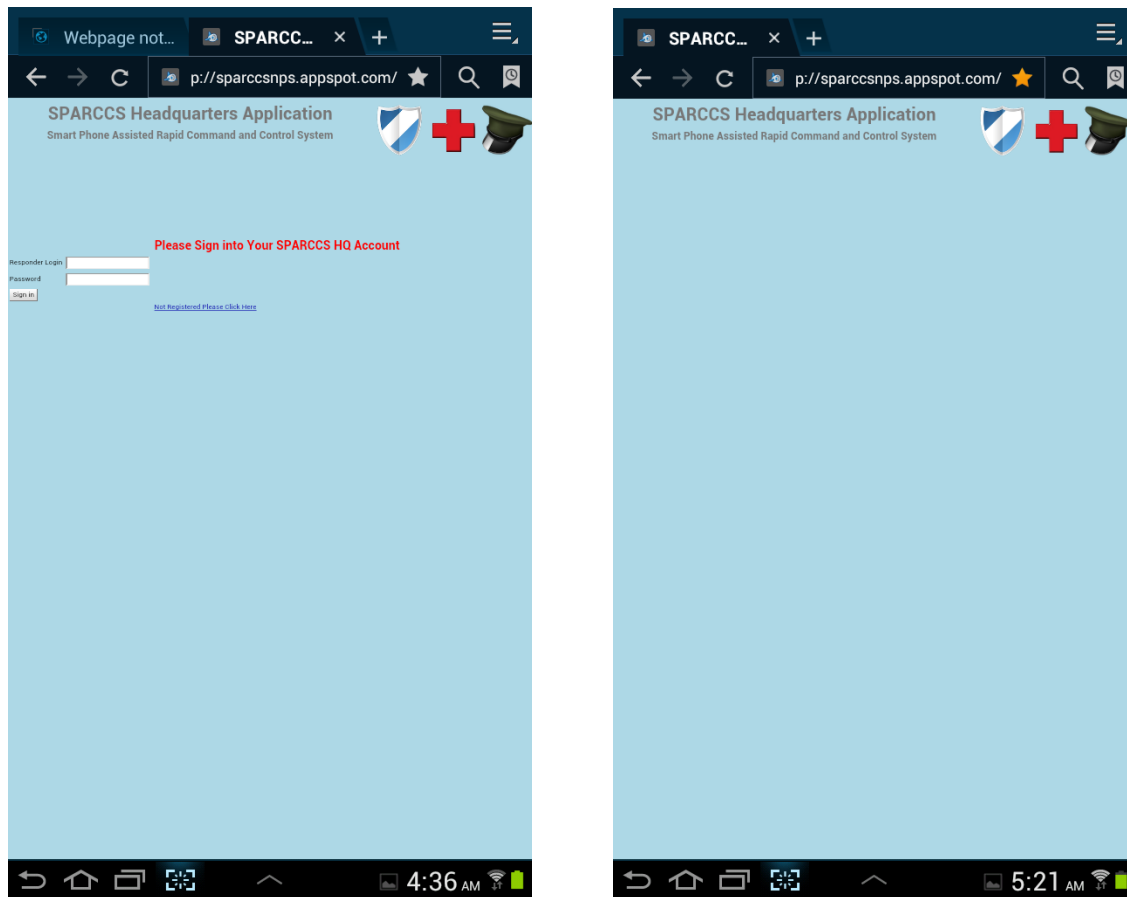 Webpage not...
SPARCC...
p://sparccsnps.appspot.com/
SPARCCS Headquarters Application
Smart Phone Assisted Rapid Command and Control System
Please Sign into Your SPARCCS HQ Account
Responder Login
Password
Sign in
Not Registered Please Click Here
4:36 AM
SPARCC...
p://sparccsnps.appspot.com/
SPARCCS Headquarters Application
Smart Phone Assisted Rapid Command and Control System
5:21 AM